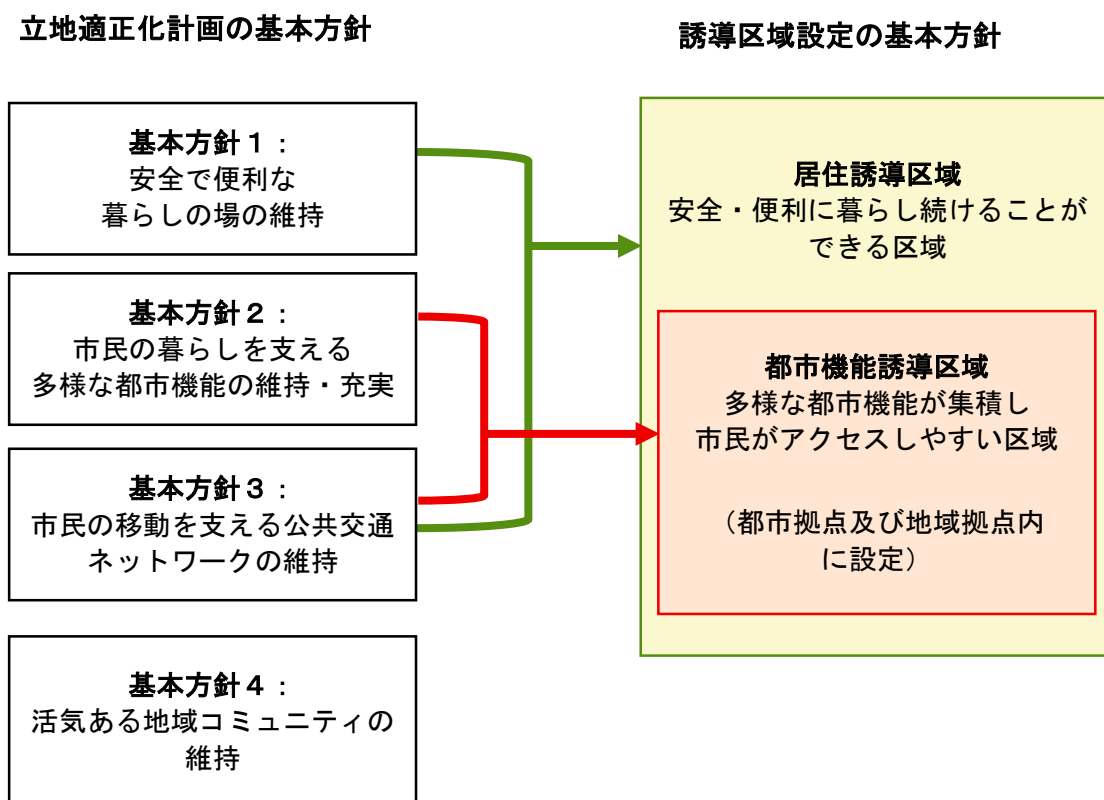 立地適正化計画の基本方針
誘導区域設定の基本方針
基本方針１：
安全で便利な
暮らしの場の維持
基本方針２：
市民の暮らしを支える
多様な都市機能の維持・充実
基本方針３：
市民の移動を支える公共交通
ネットワークの維持
基本方針４：
活気ある地域コミュニティの
維持
居住誘導区域
安全・便利に暮らし続けることが
できる区域
都市機能誘導区域
多様な都市機能が集積し
市民がアクセスしやすい区域
（都市拠点及び地域拠点内
に設定）